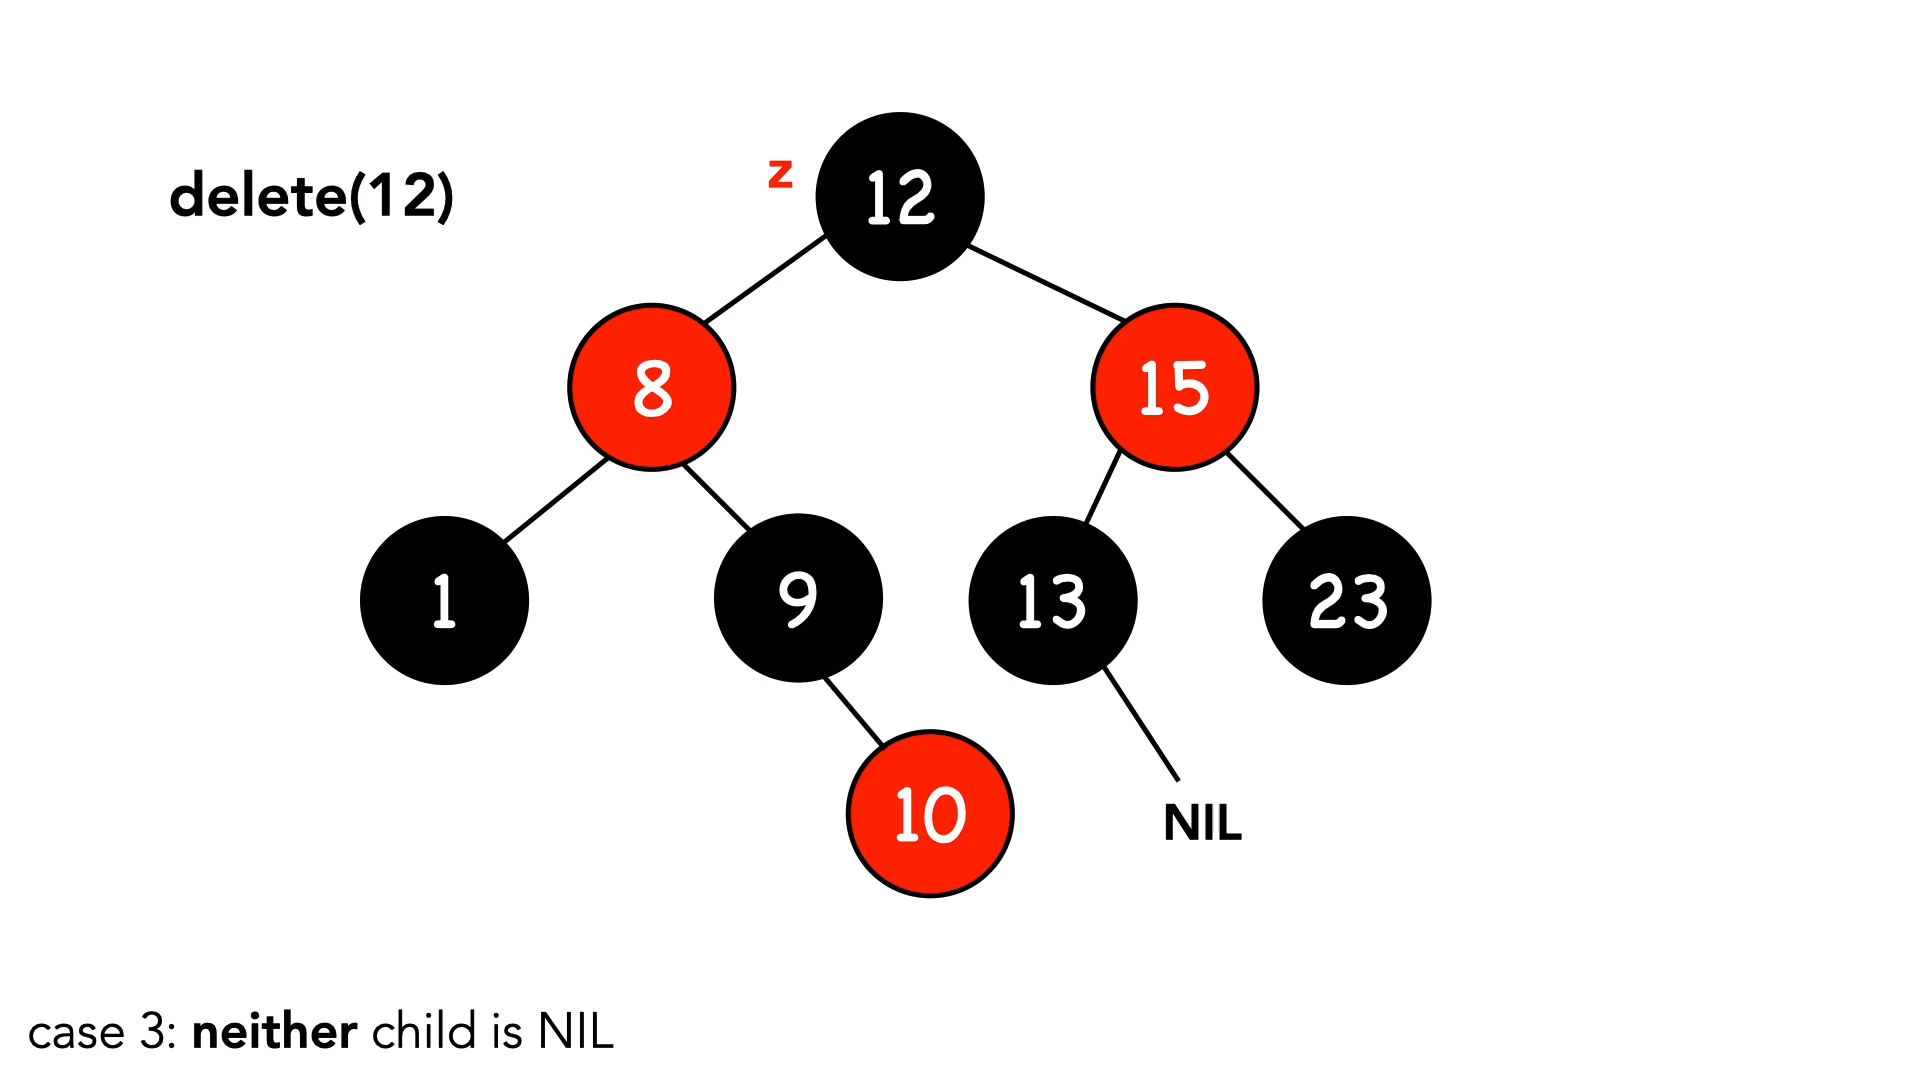 delete(12)
z
12
8
15
1
9
13
23
10
NIL
case 3: neither child is NIL